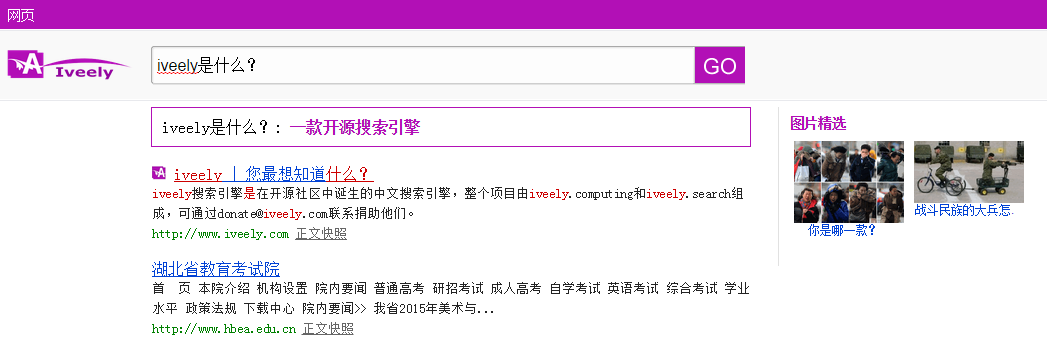 网页
Iveely
iveely是什么?
GO
iveely是什么?: 一款开源搜索引擎
iveely | 您最想知道什么?
iveely搜索引擎是在开源社区中诞生的中文搜索引擎，整个项目由iveely.computing和iveely.search组
成，可通过donate@iveely.com联系捐助他们。
http://www.iveely.com 正文快照
湖北省教育考试院
首 页 本院介绍 机构设置 院内要闻 普通高考 研招考试 成人高考 自学考试 英语考试 综合考试 学业
水平 政策法规 下载中心 院内要闻>> 我省2015年美术与...
http://www.hbea.edu.cn 正文快照
图片精选
你是哪一款?
战斗民族的大兵怎.